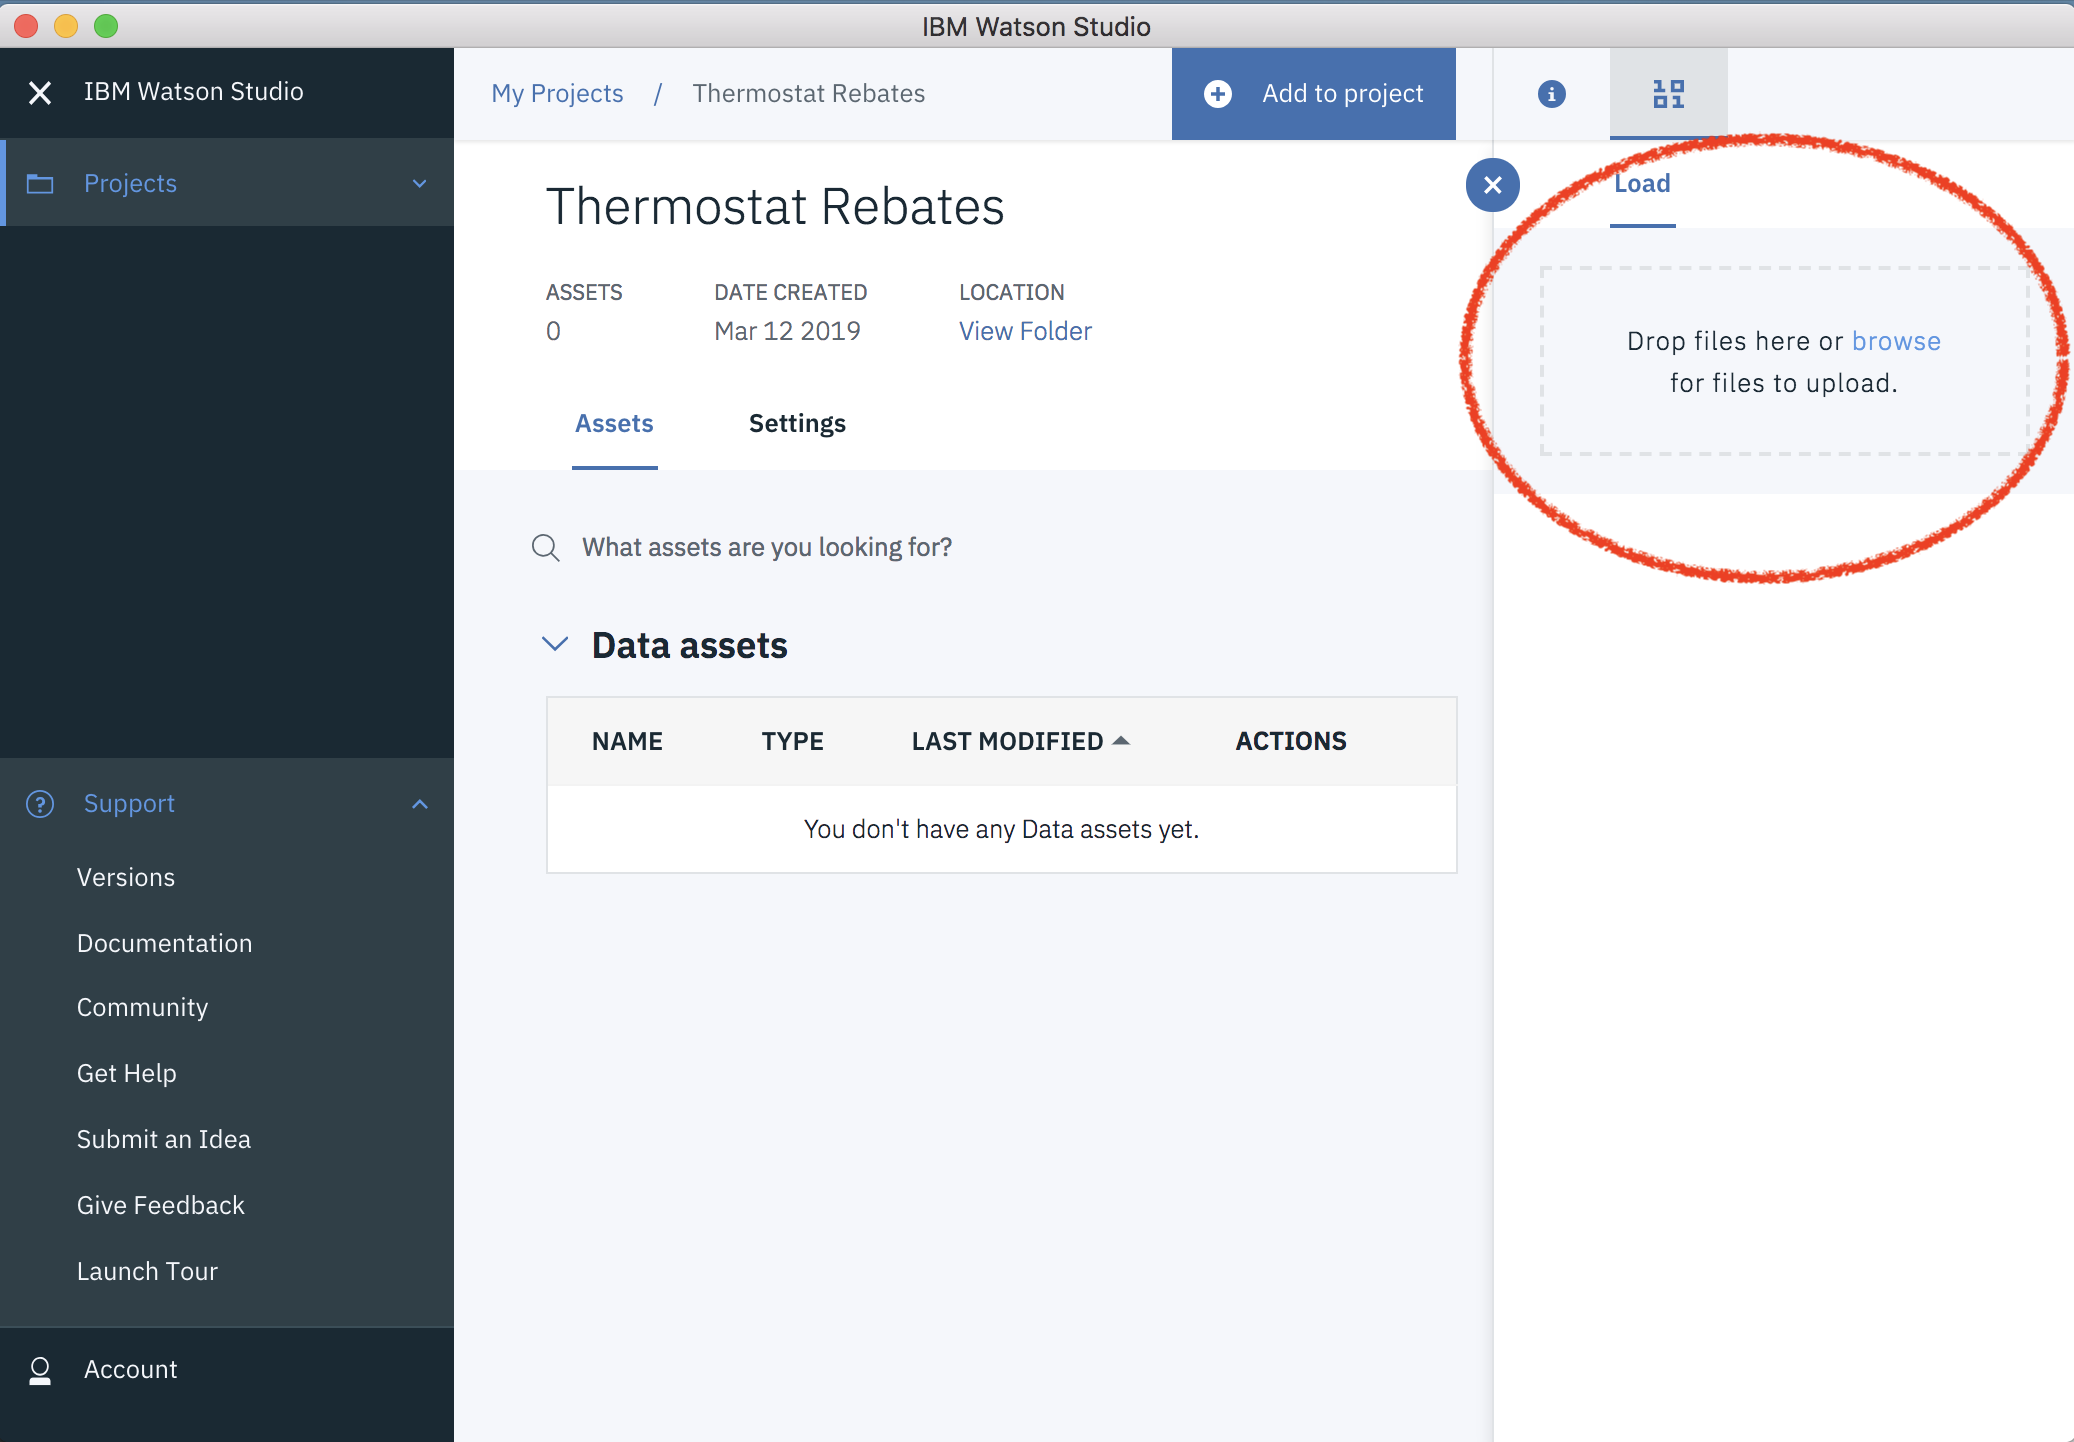 IBM Watson Studio
IBM Watson Studio
My Projects / Thermostat Rebates
Add to project
Projects
Thermostat Rebates
ASSETS DATE CREATED LOCATION
0 Mar 12 2019 View Folder
Assets Settings
What assets are you looking for?
Data assets
NAME TYPE LAST MODIFIED ACTIONS
You don't have any Data assets yet.
Load
Drop files here or browse
for files to upload.
Support
Versions
Documentation
Community
Get Help
Submit an Idea
Give Feedback
Launch Tour
Account